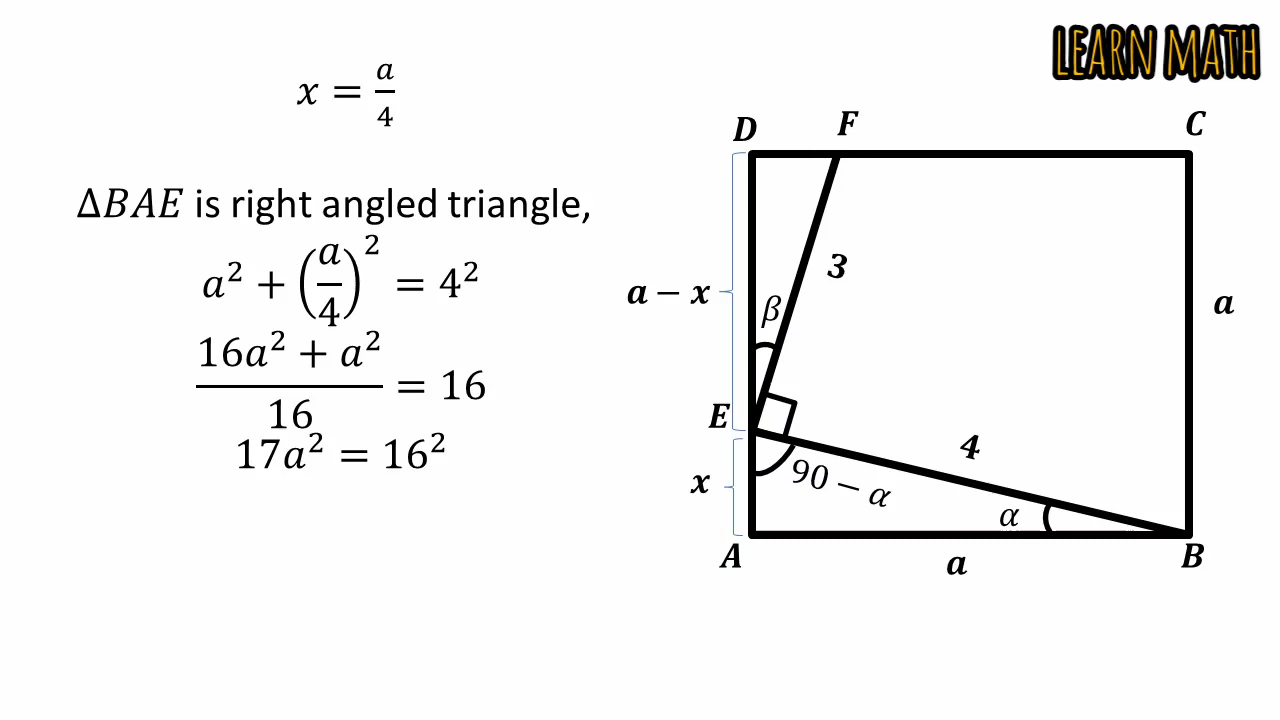 LEARN MATH
x = a/4
ΔBAE is right angled triangle,
a² + (a/4)² = 4²
(16a² + a²)/16 = 16
17a² = 16²
D F C
3
a − x β a
E
4
x 90 − α α
A a B